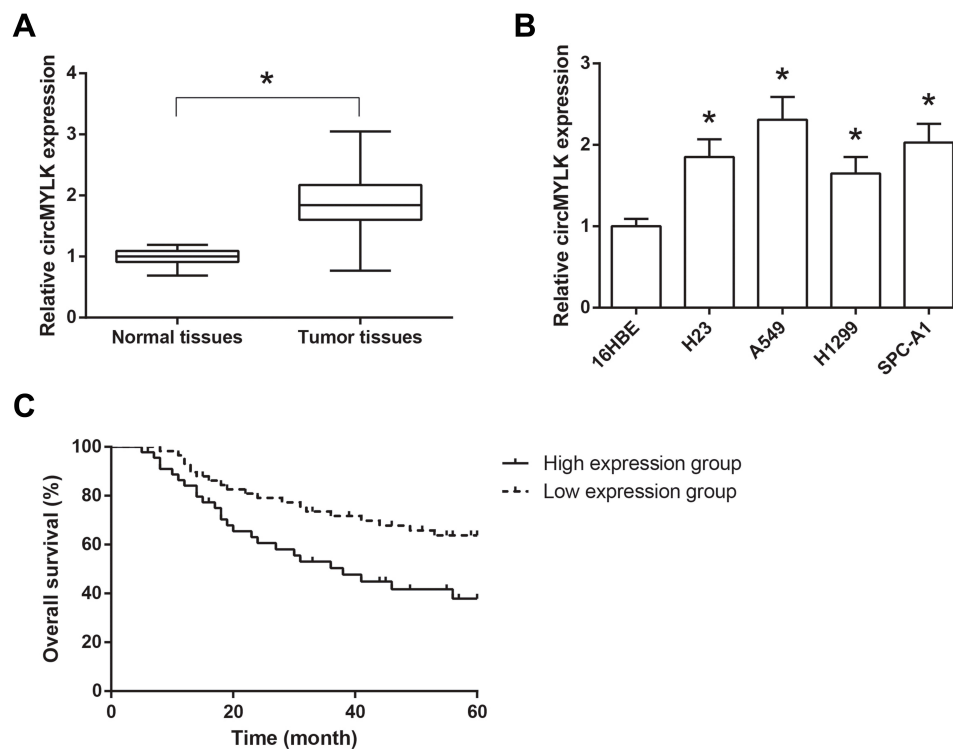 A
Relative circMYLK expression
4
3
2
1
0
*
Normal tissues
Tumor tissues
B
Relative circMYLK expression
3
2
1
0
*
*
*
*
16HBE
H23
A549
H1299
SPC-A1
C
Overall survival (%)
100
80
60
40
20
0
0
20
40
60
Time (month)
High expression group
Low expression group